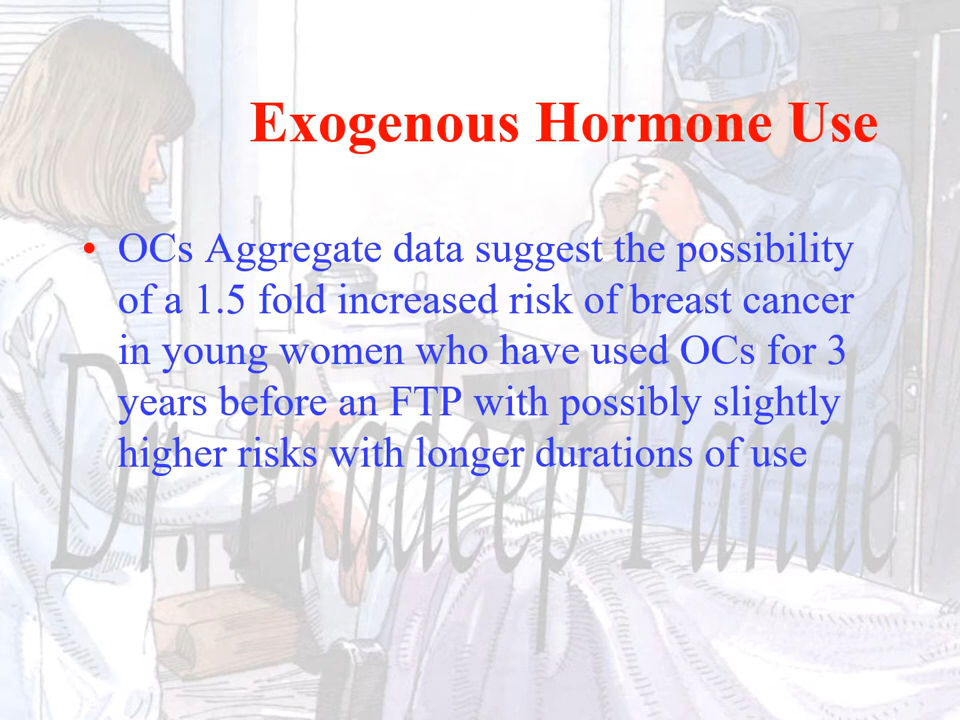 Exogenous Hormone Use
• OCs Aggregate data suggest the possibility
of a 1.5 fold increased risk of breast cancer
in young women who have used OCs for 3
years before an FTP with possibly slightly
higher risks with longer durations of use
Dr. Pradeep Pande